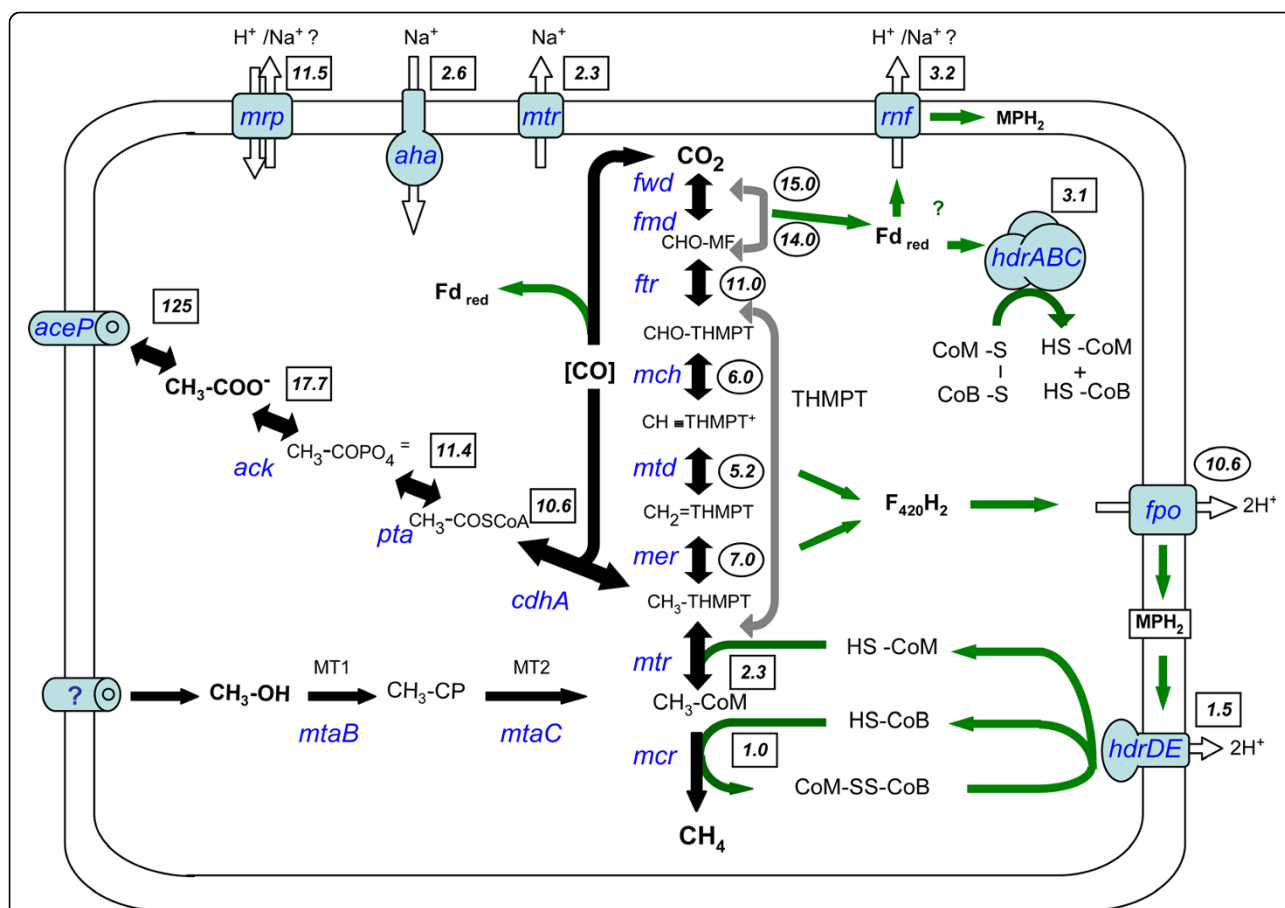 H⁺ /Na⁺ ?
11.5
Na⁺
2.6
Na⁺
2.3
H⁺ /Na⁺ ?
3.2
mrp
aha
mtr
rnf
MPH₂
CO₂
fwd
15.0
fmd
14.0
CHO-MF
Fd red
?
3.1
hdrABC
ftr
11.0
Fd red
125
aceP
CHO-THMPT
CoM -S
HS -CoM
+
CoB -S
HS -CoB
CH₃-COO⁻
17.7
[CO]
mch
6.0
THMPT
CH ≡THMPT⁺
ack
CH₃-COPO₄ =
11.4
mtd
5.2
10.6
F₄₂₀H₂
fpo
2H⁺
pta
CH₃-COSCoA
10.6
CH₂=THMPT
mer
7.0
cdhA
CH₃-THMPT
MPH₂
mtr
HS -CoM
2.3
?
CH₃-OH
MT1
CH₃-CP
MT2
CH₃-CoM
mtaB
mtaC
HS-CoB
1.5
hdrDE
2H⁺
mcr
1.0
CoM-SS-CoB
CH₄